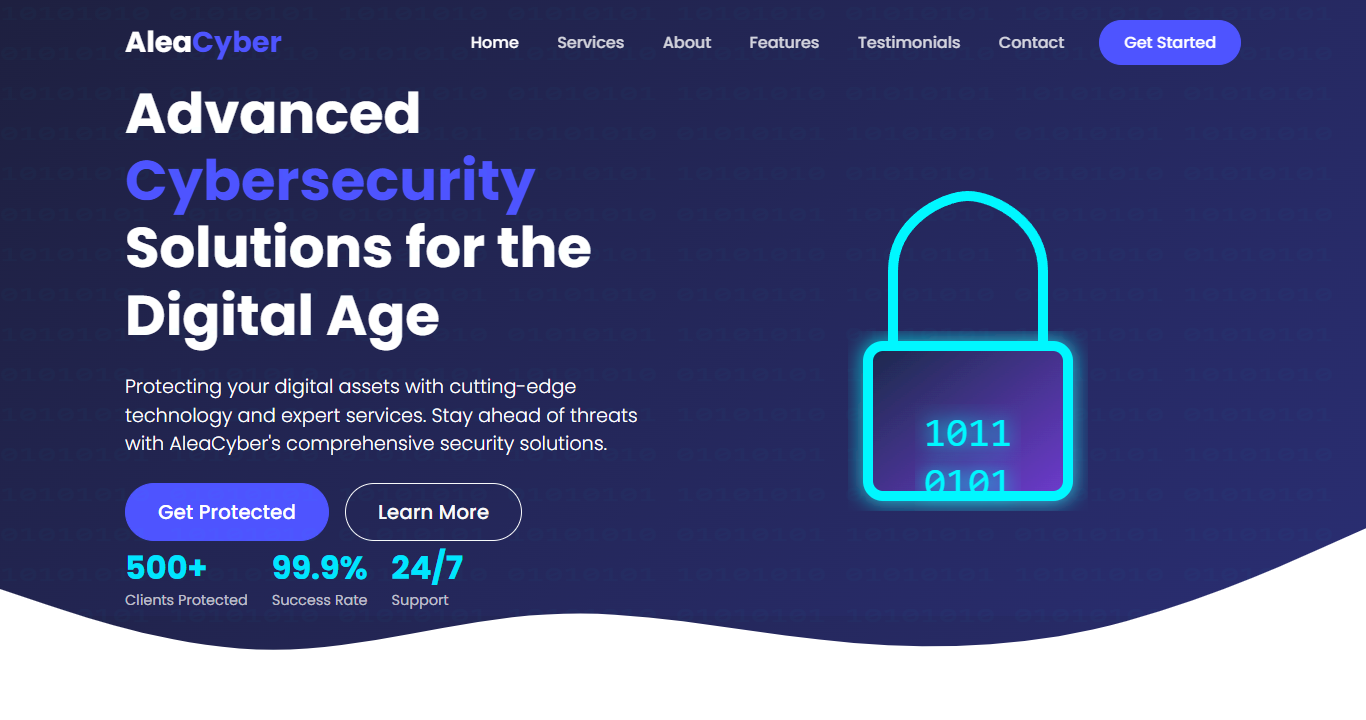 AleaCyber
Home Services About Features Testimonials Contact Get Started
Advanced
Cybersecurity
Solutions for the
Digital Age
Protecting your digital assets with cutting-edge
technology and expert services. Stay ahead of threats
with AleaCyber's comprehensive security solutions.
Get Protected Learn More
500+ 99.9% 24/7
Clients Protected Success Rate Support
1011
0101